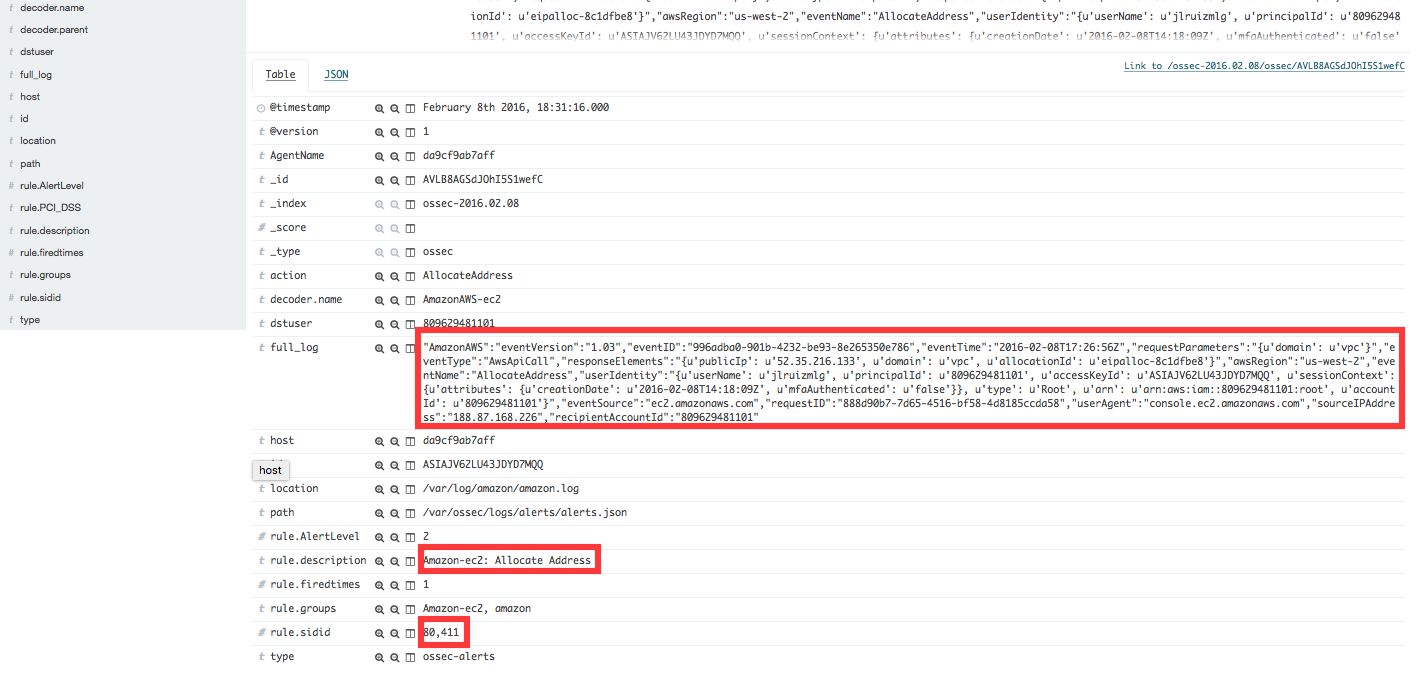 decoder.name
decoder.parent
dstuser
full_log
host
id
location
path
rule.AlertLevel
rule.PCI_DSS
rule.description
rule.firedtimes
rule.groups
rule.sidid
type
ionId': u'eipalloc-8c1dfbe8'}","awsRegion":"us-west-2","eventName":"AllocateAddress","userIdentity":"{u'userName': u'jlruizmlg', u'principalId': u'80962948
1101', u'accessKeyId': u'ASIAJV6ZLU43JDYD7MQQ', u'sessionContext': {u'attributes': {u'creationDate': u'2016-02-08T14:18:09Z', u'mfaAuthenticated': u'false'
Table JSON
Link to /ossec-2016.02.08/ossec/AVLB8AGSdJOhI5S1wefC
@timestamp February 8th 2016, 18:31:16.000
t @version 1
t AgentName da9cf9ab7aff
t _id AVLB8AGSdJOhI5S1wefC
t _index ossec-2016.02.08
# _score
t _type ossec
t action AllocateAddress
t decoder.name AmazonAWS-ec2
t dstuser 809629481101
t full_log "AmazonAWS":"eventVersion":"1.03","eventID":"996adba0-901b-4232-be93-8e265350e786","eventTime":"2016-02-08T17:26:56Z","requestParameters":"{u'domain': u'vpc'}","e
ventType":"AwsApiCall","responseElements":"{u'publicIp': u'52.35.216.133', u'domain': u'vpc', u'allocationId': u'eipalloc-8c1dfbe8'}","awsRegion":"us-west-2","ev
entName":"AllocateAddress","userIdentity":"{u'userName': u'jlruizmlg', u'principalId': u'809629481101', u'accessKeyId': u'ASIAJV6ZLU43JDYD7MQQ', u'sessionContext':
{u'attributes': {u'creationDate': u'2016-02-08T14:18:09Z', u'mfaAuthenticated': u'false'}}, u'type': u'Root', u'arn': u'arn:aws:iam::809629481101:root', u'account
Id': u'809629481101'}","eventSource":"ec2.amazonaws.com","requestID":"888d90b7-7d65-4516-bf58-4d8185ccda58","userAgent":"console.ec2.amazonaws.com","sourceIPAddre
ss":"188.87.168.226","recipientAccountId":"809629481101"
t host da9cf9ab7aff
ASIAJV6ZLU43JDYD7MQQ
host
t location /var/log/amazon/amazon.log
t path /var/ossec/logs/alerts/alerts.json
# rule.AlertLevel 2
t rule.description Amazon-ec2: Allocate Address
# rule.firedtimes 1
t rule.groups Amazon-ec2, amazon
# rule.sidid 80,411
t type ossec-alerts